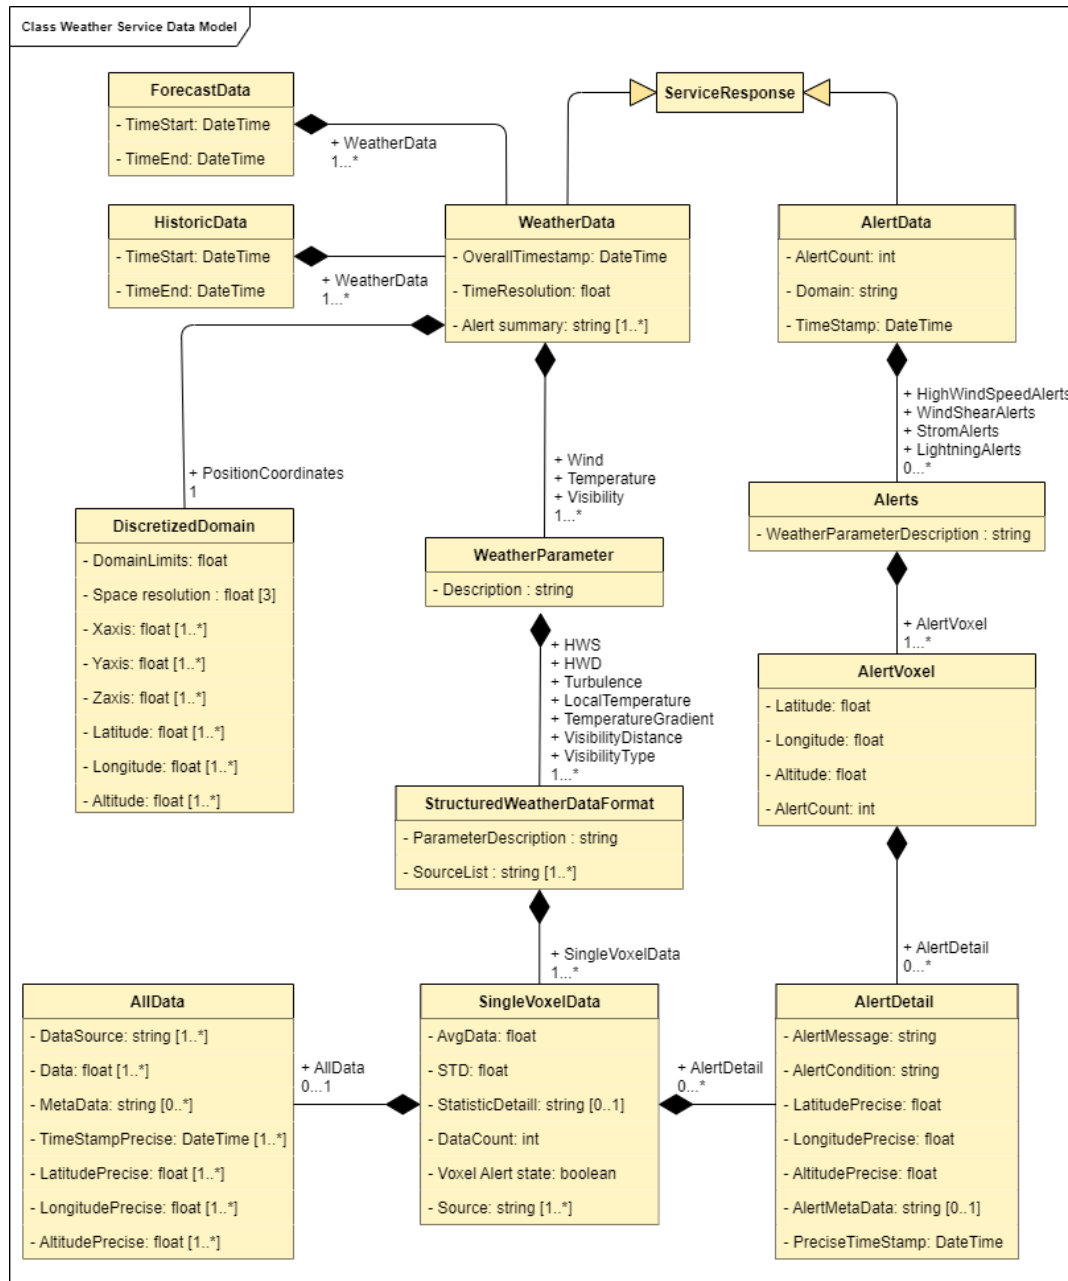 Class Weather Service Data Model
ForecastData
- TimeStart: DateTime
- TimeEnd: DateTime
+ WeatherData
1...*
ServiceResponse
HistoricData
- TimeStart: DateTime
- TimeEnd: DateTime
+ WeatherData
1...*
WeatherData
- OverallTimestamp: DateTime
- TimeResolution: float
- Alert summary: string [1..*]
AlertData
- AlertCount: int
- Domain: string
- TimeStamp: DateTime
+ HighWindSpeedAlerts
+ WindShearAlerts
+ StromAlerts
+ LightningAlerts
0...*
+ PositionCoordinates
1
+ Wind
+ Temperature
+ Visibility
1...*
Alerts
- WeatherParameterDescription : string
DiscretizedDomain
- DomainLimits: float
- Space resolution : float [3]
- Xaxis: float [1..*]
- Yaxis: float [1..*]
- Zaxis: float [1..*]
- Latitude: float [1..*]
- Longitude: float [1..*]
- Altitude: float [1..*]
WeatherParameter
- Description : string
+ HWS
+ HWD
+ Turbulence
+ LocalTemperature
+ TemperatureGradient
+ VisibilityDistance
+ VisibilityType
1...*
+ AlertVoxel
1...*
AlertVoxel
- Latitude: float
- Longitude: float
- Altitude: float
- AlertCount: int
StructuredWeatherDataFormat
- ParameterDescription : string
- SourceList : string [1..*]
+ SingleVoxelData
1...*
+ AlertDetail
0...*
AllData
- DataSource: string [1..*]
- Data: float [1..*]
- MetaData: string [0..*]
- TimeStampPrecise: DateTime [1..*]
- LatitudePrecise: float [1..*]
- LongitudePrecise: float [1..*]
- AltitudePrecise: float [1..*]
+ AllData
0...1
SingleVoxelData
- AvgData: float
- STD: float
- StatisticDetaill: string [0..1]
- DataCount: int
- Voxel Alert state: boolean
- Source: string [1..*]
+ AlertDetail
0...*
AlertDetail
- AlertMessage: string
- AlertCondition: string
- LatitudePrecise: float
- LongitudePrecise: float
- AltitudePrecise: float
- AlertMetaData: string [0..1]
- PreciseTimeStamp: DateTime